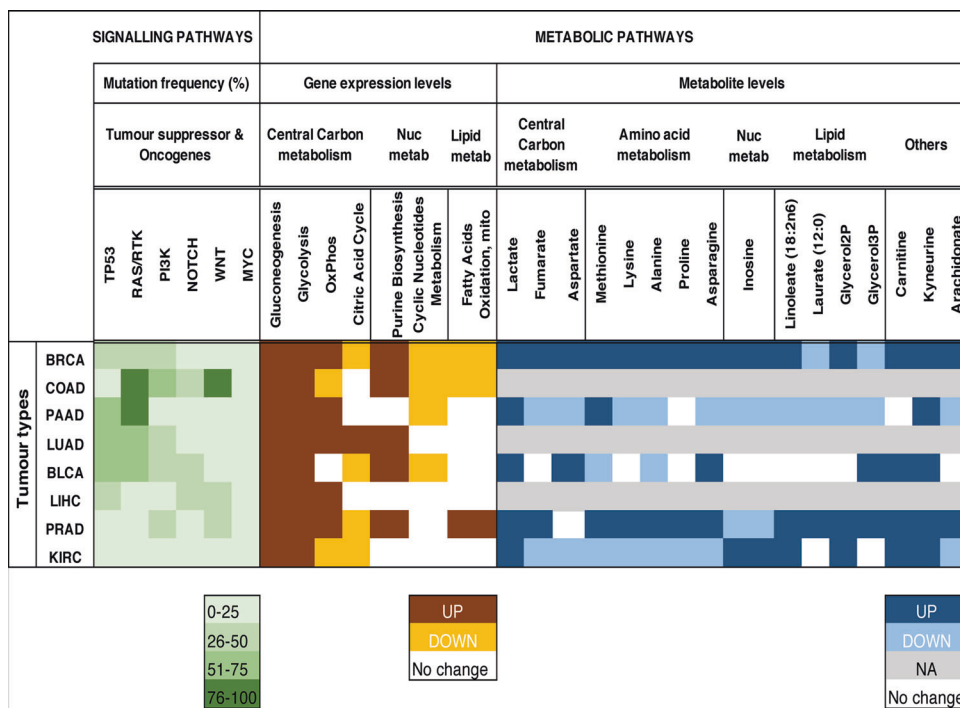 SIGNALLING PATHWAYS
METABOLIC PATHWAYS
Mutation frequency (%)
Gene expression levels
Metabolite levels
Tumour suppressor &
Oncogenes
Central Carbon
metabolism
Nuc
metab
Lipid
metab
Central
Carbon
metabolism
Amino acid
metabolism
Nuc
metab
Lipid
metabolism
Others
TP53
RAS/RTK
PI3K
NOTCH
WNT
MYC
Gluconeogenesis
Glycolysis
OxPhos
Citric Acid Cycle
Purine Biosynthesis
Cyclic Nucleotides
Metabolism
Fatty Acids
Oxidation, mito
Lactate
Fumarate
Aspartate
Methionine
Lysine
Alanine
Proline
Asparagine
Inosine
Linoleate (18:2n6)
Laurate (12:0)
Glycerol2P
Glycerol3P
Carnitine
Kyneurine
Arachidonate
Tumour types
BRCA
COAD
PAAD
LUAD
BLCA
LIHC
PRAD
KIRC
0-25
26-50
51-75
76-100
UP
DOWN
No change
UP
DOWN
NA
No change